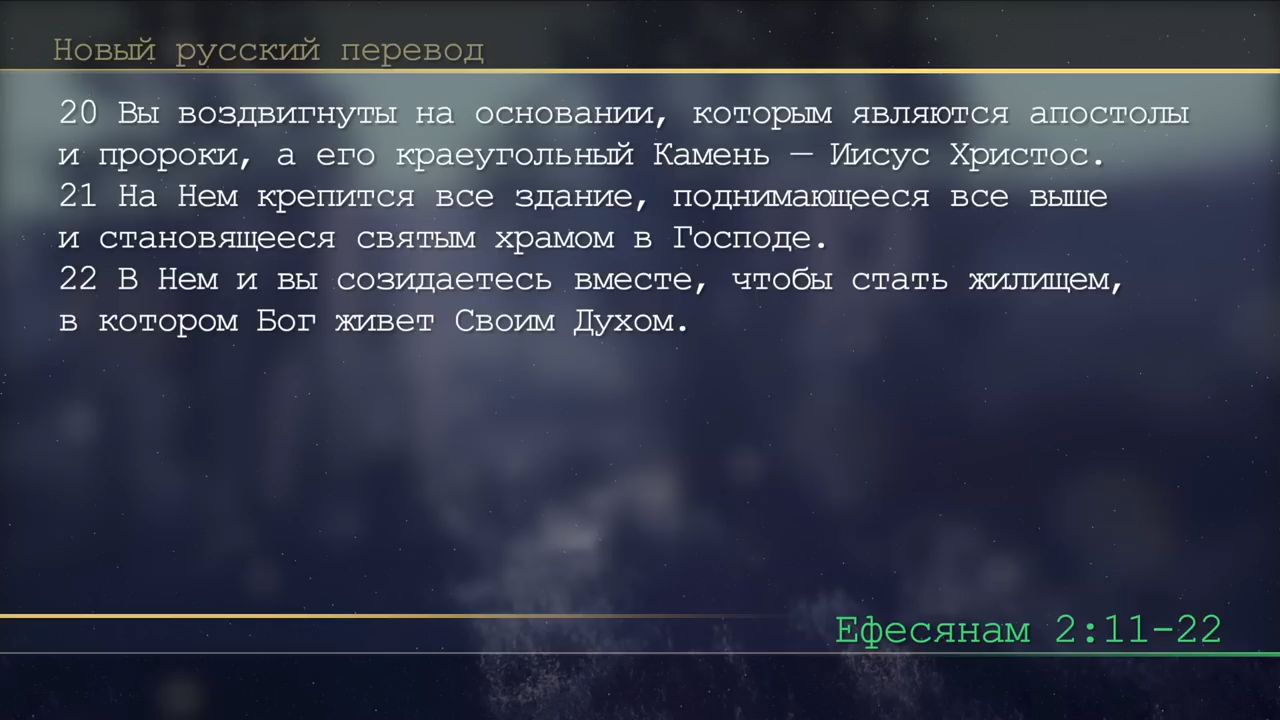 Новый русский перевод
20 Вы воздвигнуты на основании, которым являются апостолы
и пророки, а его краеугольный Камень — Иисус Христос.
21 На Нем крепится все здание, поднимающееся все выше
и становящееся святым храмом в Господе.
22 В Нем и вы созидаетесь вместе, чтобы стать жилищем,
в котором Бог живет Своим Духом.
Ефесянам 2:11-22